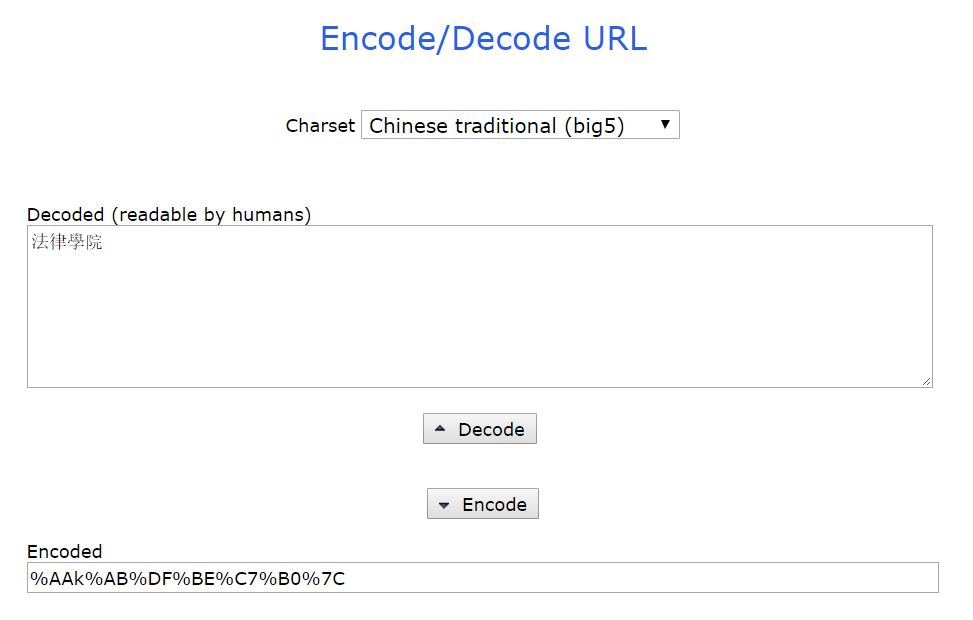 Encode/Decode URL
Charset Chinese traditional (big5)
Decoded (readable by humans)
法律學院
Decode
Encode
Encoded
%AAk%AB%DF%BE%C7%B0%7C